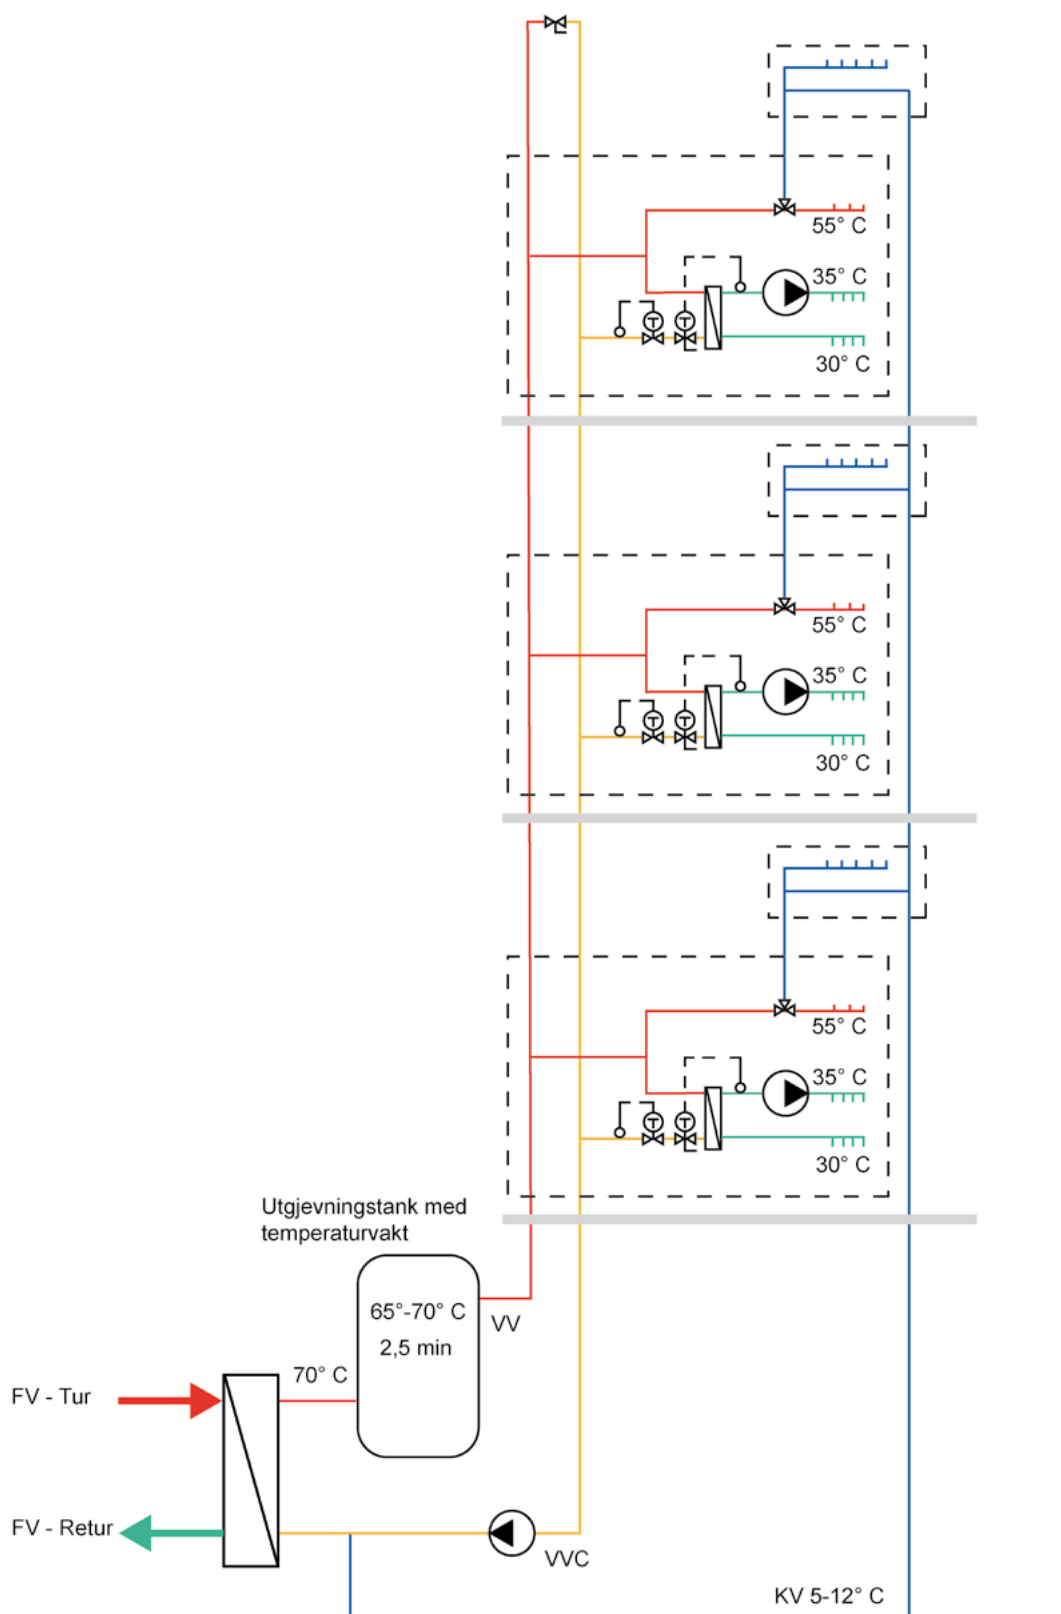 55° C
35° C
T T
30° C
55° C
35° C
T T
30° C
55° C
35° C
T T
30° C
Utgjevningstank med
temperaturvakt
65°-70° C
VV
2,5 min
70° C
FV - Tur
FV - Retur
VVC
KV 5-12° C